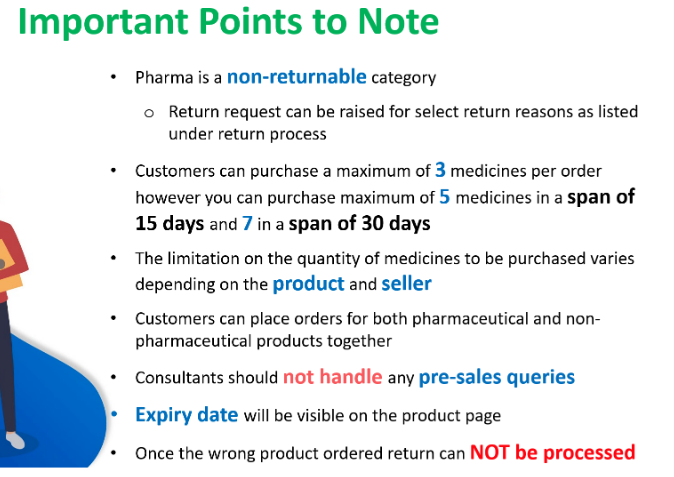 Important Points to Note
• Pharma is a non-returnable category
o Return request can be raised for select return reasons as listed
under return process
• Customers can purchase a maximum of 3 medicines per order
however you can purchase maximum of 5 medicines in a span of
15 days and 7 in a span of 30 days
• The limitation on the quantity of medicines to be purchased varies
depending on the product and seller
• Customers can place orders for both pharmaceutical and non-
pharmaceutical products together
• Consultants should not handle any pre-sales queries
• Expiry date will be visible on the product page
• Once the wrong product ordered return can NOT be processed